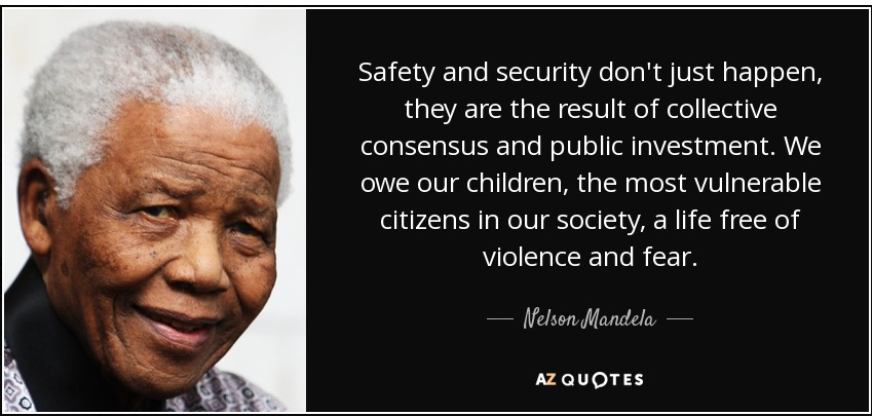 Safety and security don't just happen,
they are the result of collective
consensus and public investment. We
owe our children, the most vulnerable
citizens in our society, a life free of
violence and fear.
Nelson Mandela
AZ QUOTES